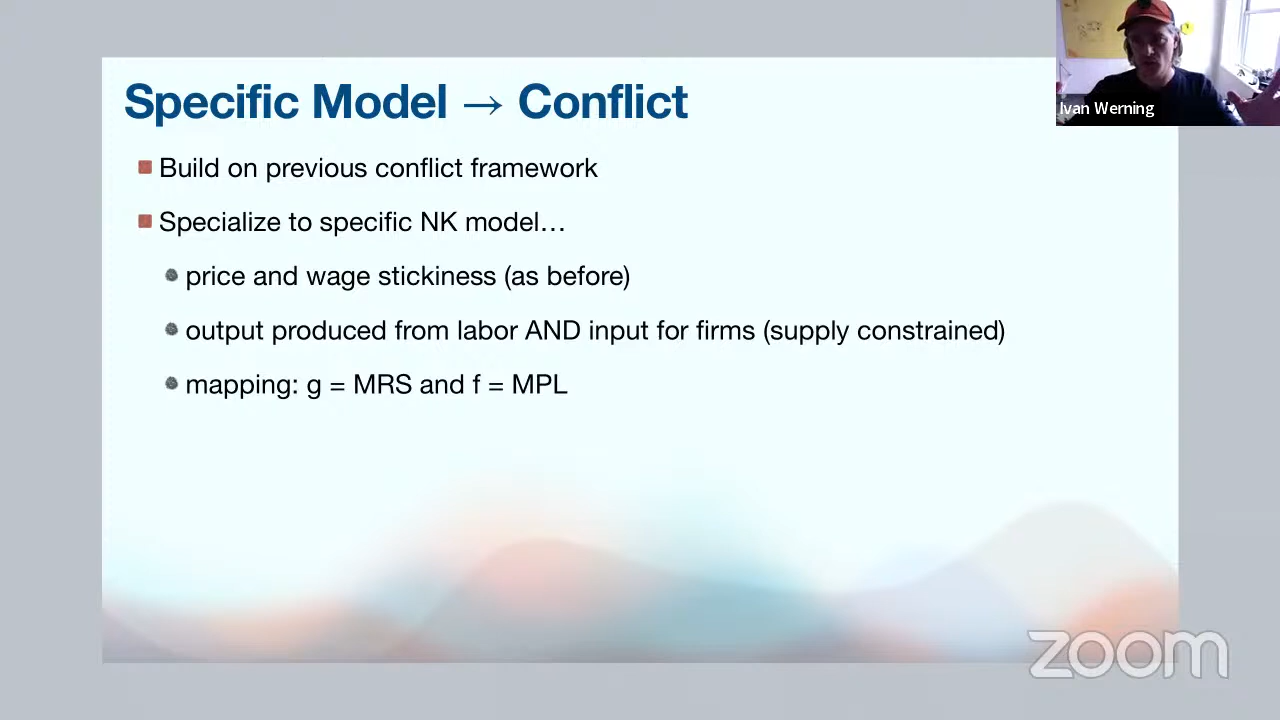 Specific Model → Conflict
Ivan Werning
Build on previous conflict framework
Specialize to specific NK model…
price and wage stickiness (as before)
output produced from labor AND input for firms (supply constrained)
mapping: g = MRS and f = MPL
zoom